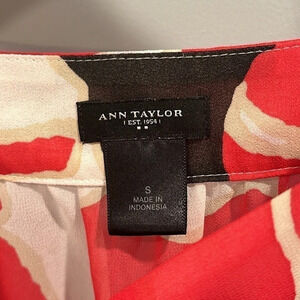 ANN TAYLOR
EST. 1954
S
MADE IN
INDONESIA